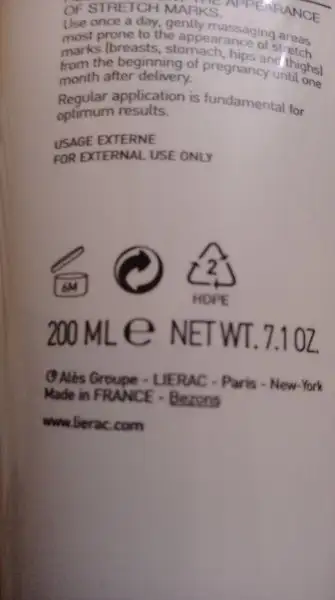 THE APPEARANCE
OF STRETCH MARKS.
Use once a day, gently massaging areas
most prone to the appearance of stretch
marks (breasts, stomach, hips and thighs)
from the beginning of pregnancy until one
month after delivery.
Regular application is fundamental for
optimum results.
USAGE EXTERNE
FOR EXTERNAL USE ONLY
6M
2
HDPE
200 ML e NET WT. 7.1 OZ.
Alès Groupe - LIERAC - Paris - New-York
Made in FRANCE - Bezons
www.lierac.com